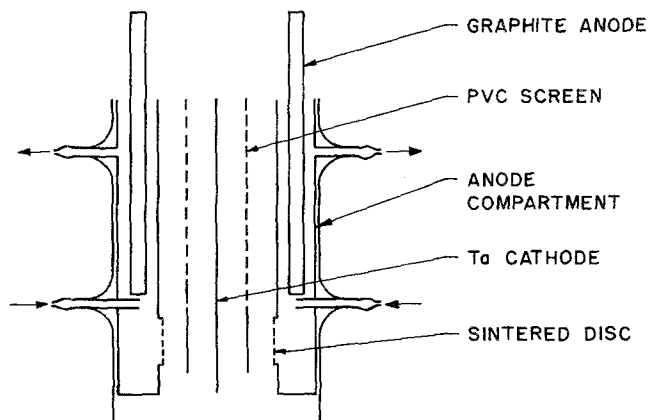 GRAPHITE ANODE
PVC SCREEN
ANODE
COMPARTMENT
Ta CATHODE
SINTERED DISC